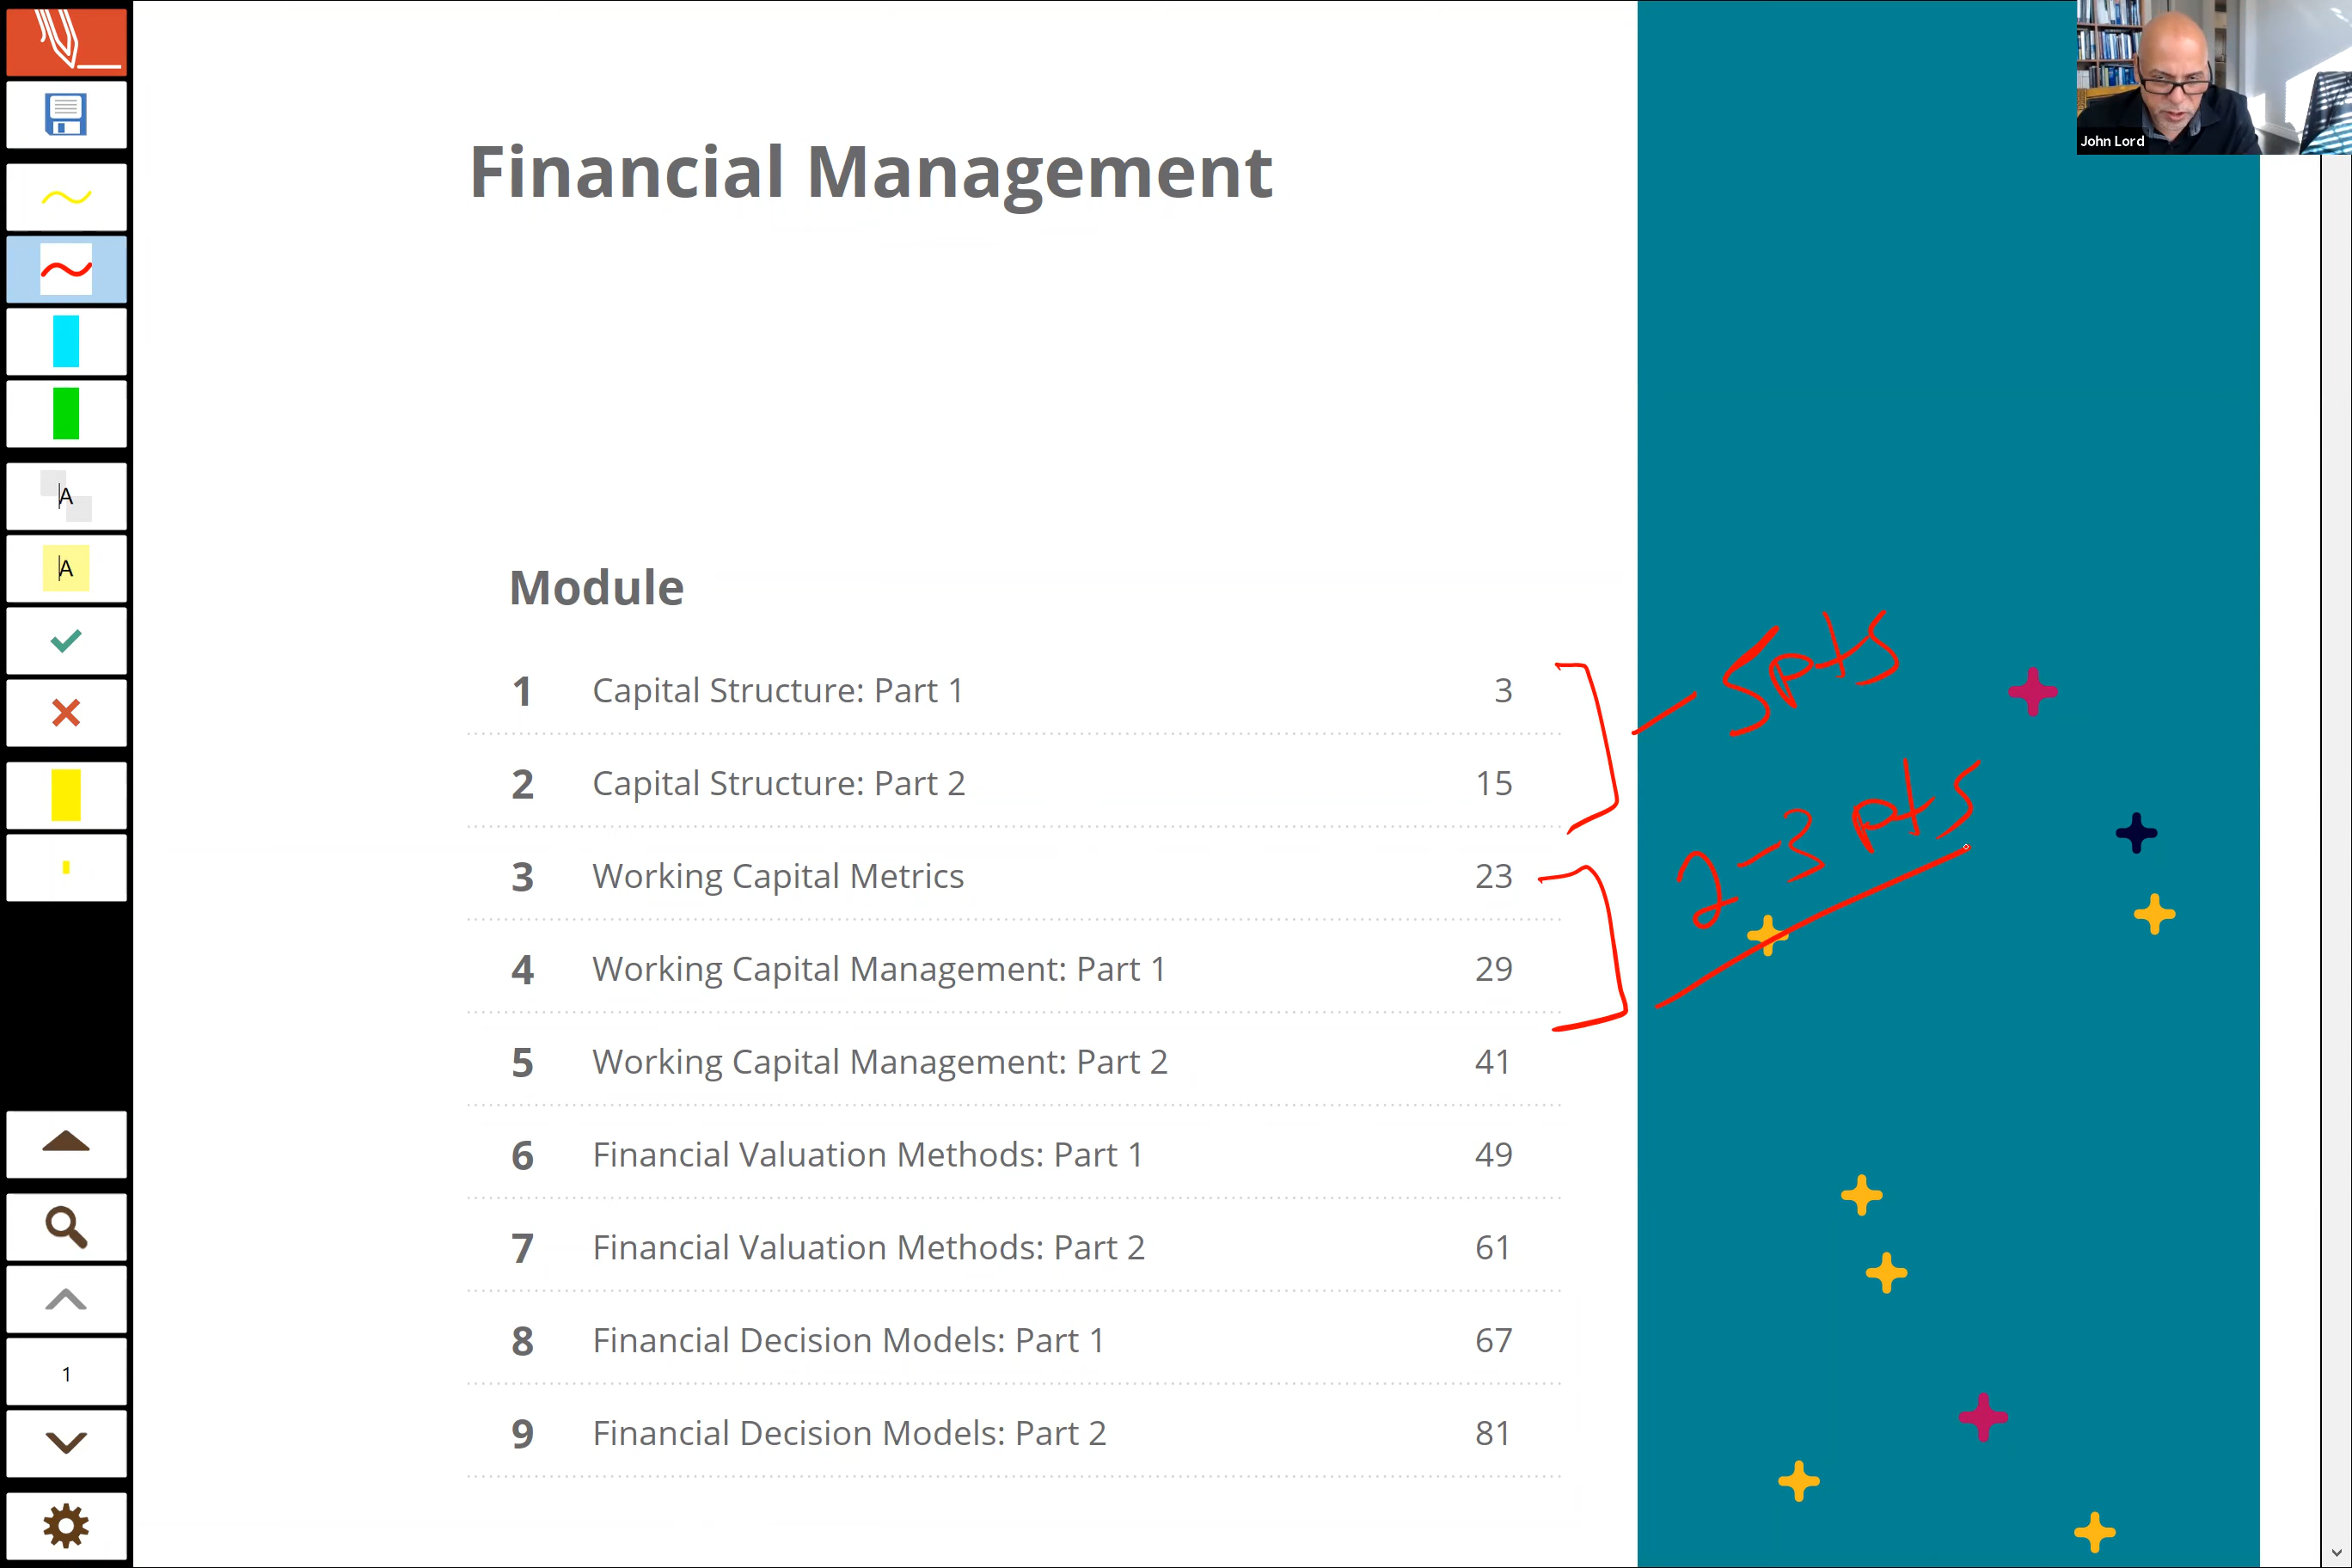 John Lord
Financial Management
A
A
Module
1 Capital Structure: Part 1 3
5pts
2 Capital Structure: Part 2 15
2-3 pts
3 Working Capital Metrics 23
4 Working Capital Management: Part 1 29
5 Working Capital Management: Part 2 41
6 Financial Valuation Methods: Part 1 49
7 Financial Valuation Methods: Part 2 61
8 Financial Decision Models: Part 1 67
1
9 Financial Decision Models: Part 2 81